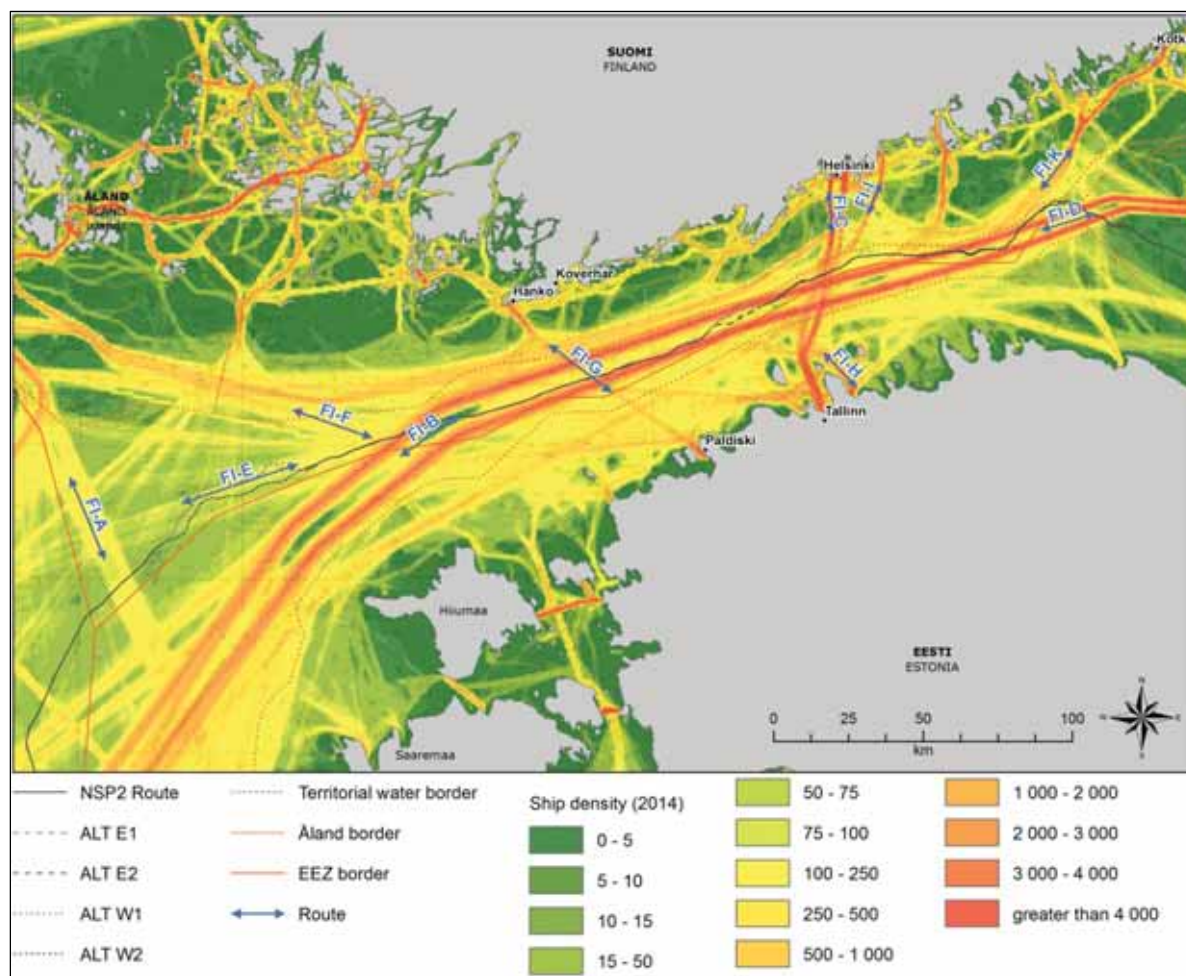 SUOMI
FINLAND
Kotk
Helsinki
ÅLAND
FI-K
FI-I
FI-D
Koverhar
Hanko
FI-G
FI-H
FI-F
FI-B
Tallinn
Paldiski
FI-E
FI-A
Hiiumaa
EESTI
ESTONIA
Saaremaa
N
E
S
0 25 50 100
km
NSP2 Route
ALT E1
ALT E2
ALT W1
ALT W2
Territorial water border
Åland border
EEZ border
Route
Ship density (2014)
0 - 5
5 - 10
10 - 15
15 - 50
50 - 75
75 - 100
100 - 250
250 - 500
500 - 1 000
1 000 - 2 000
2 000 - 3 000
3 000 - 4 000
greater than 4 000